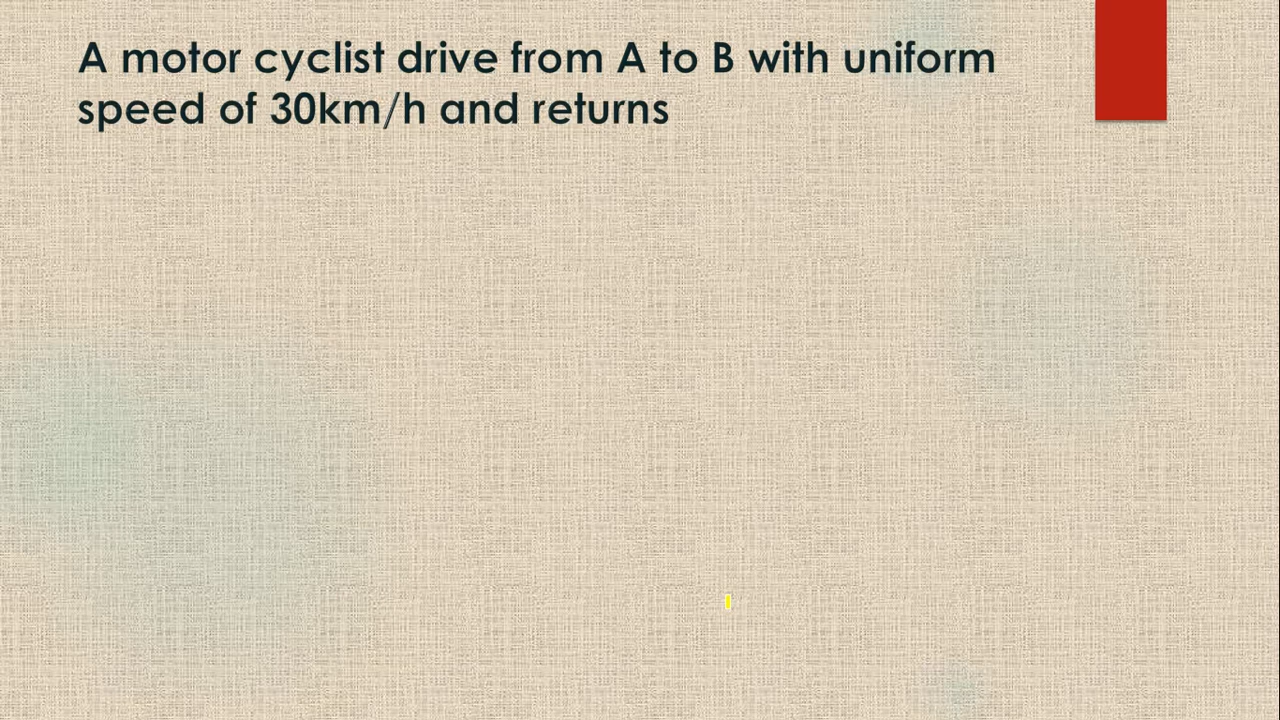 A motor cyclist drive from A to B with uniform
speed of 30km/h and returns